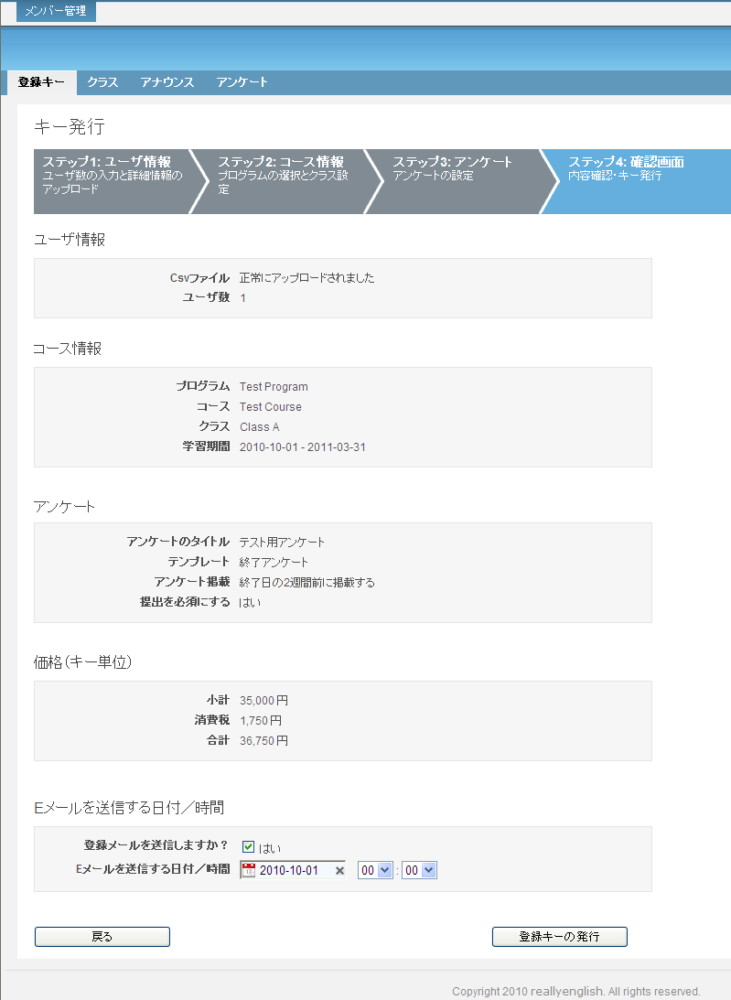 メンバー管理
登録キー クラス アナウンス アンケート
キー発行
ステップ1: ユーザ情報
ユーザ数の入力と詳細情報の
アップロード
ステップ2: コース情報
プログラムの選択とクラス設
定
ステップ3: アンケート
アンケートの設定
ステップ4: 確認画面
内容確認・キー発行
ユーザ情報
Csvファイル 正常にアップロードされました
ユーザ数 1
コース情報
プログラム Test Program
コース Test Course
クラス Class A
学習期間 2010-10-01 - 2011-03-31
アンケート
アンケートのタイトル テスト用アンケート
テンプレート 終了アンケート
アンケート掲載 終了日の2週間前に掲載する
提出を必須にする はい
価格(キー単位)
小計 35,000 円
消費税 1,750 円
合計 36,750 円
Eメールを送信する日付/時間
登録メールを送信しますか? はい
Eメールを送信する日付/時間 2010-10-01 00 : 00
戻る 登録キーの発行
Copyright 2010 reallyenglish. All rights reserved.